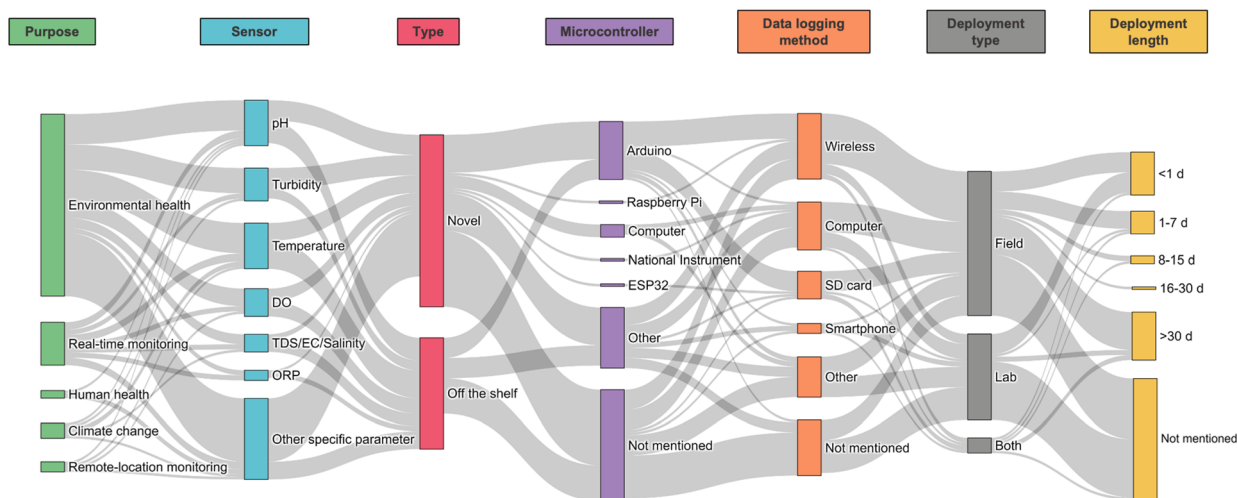 Purpose
Sensor
Type
Microcontroller
Data logging
method
Deployment
type
Deployment
length
Environmental health
Real-time monitoring
Human health
Climate change
Remote-location monitoring
pH
Turbidity
Temperature
DO
TDS/EC/Salinity
ORP
Other specific parameter
Novel
Off the shelf
Arduino
Raspberry Pi
Computer
National Instrument
ESP32
Other
Not mentioned
Wireless
Computer
SD card
Smartphone
Other
Not mentioned
Field
Lab
Both
<1 d
1-7 d
8-15 d
16-30 d
>30 d
Not mentioned